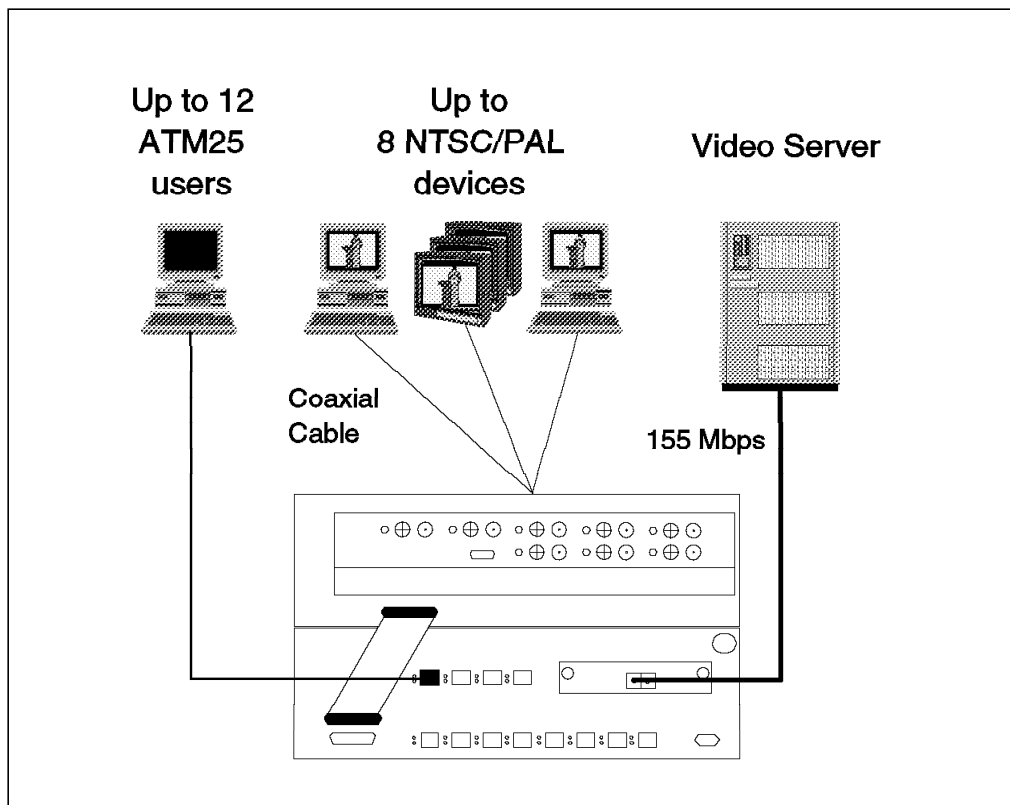 Up to 12
ATM25
users
Up to
8 NTSC/PAL
devices
Video Server
Coaxial
Cable
155 Mbps